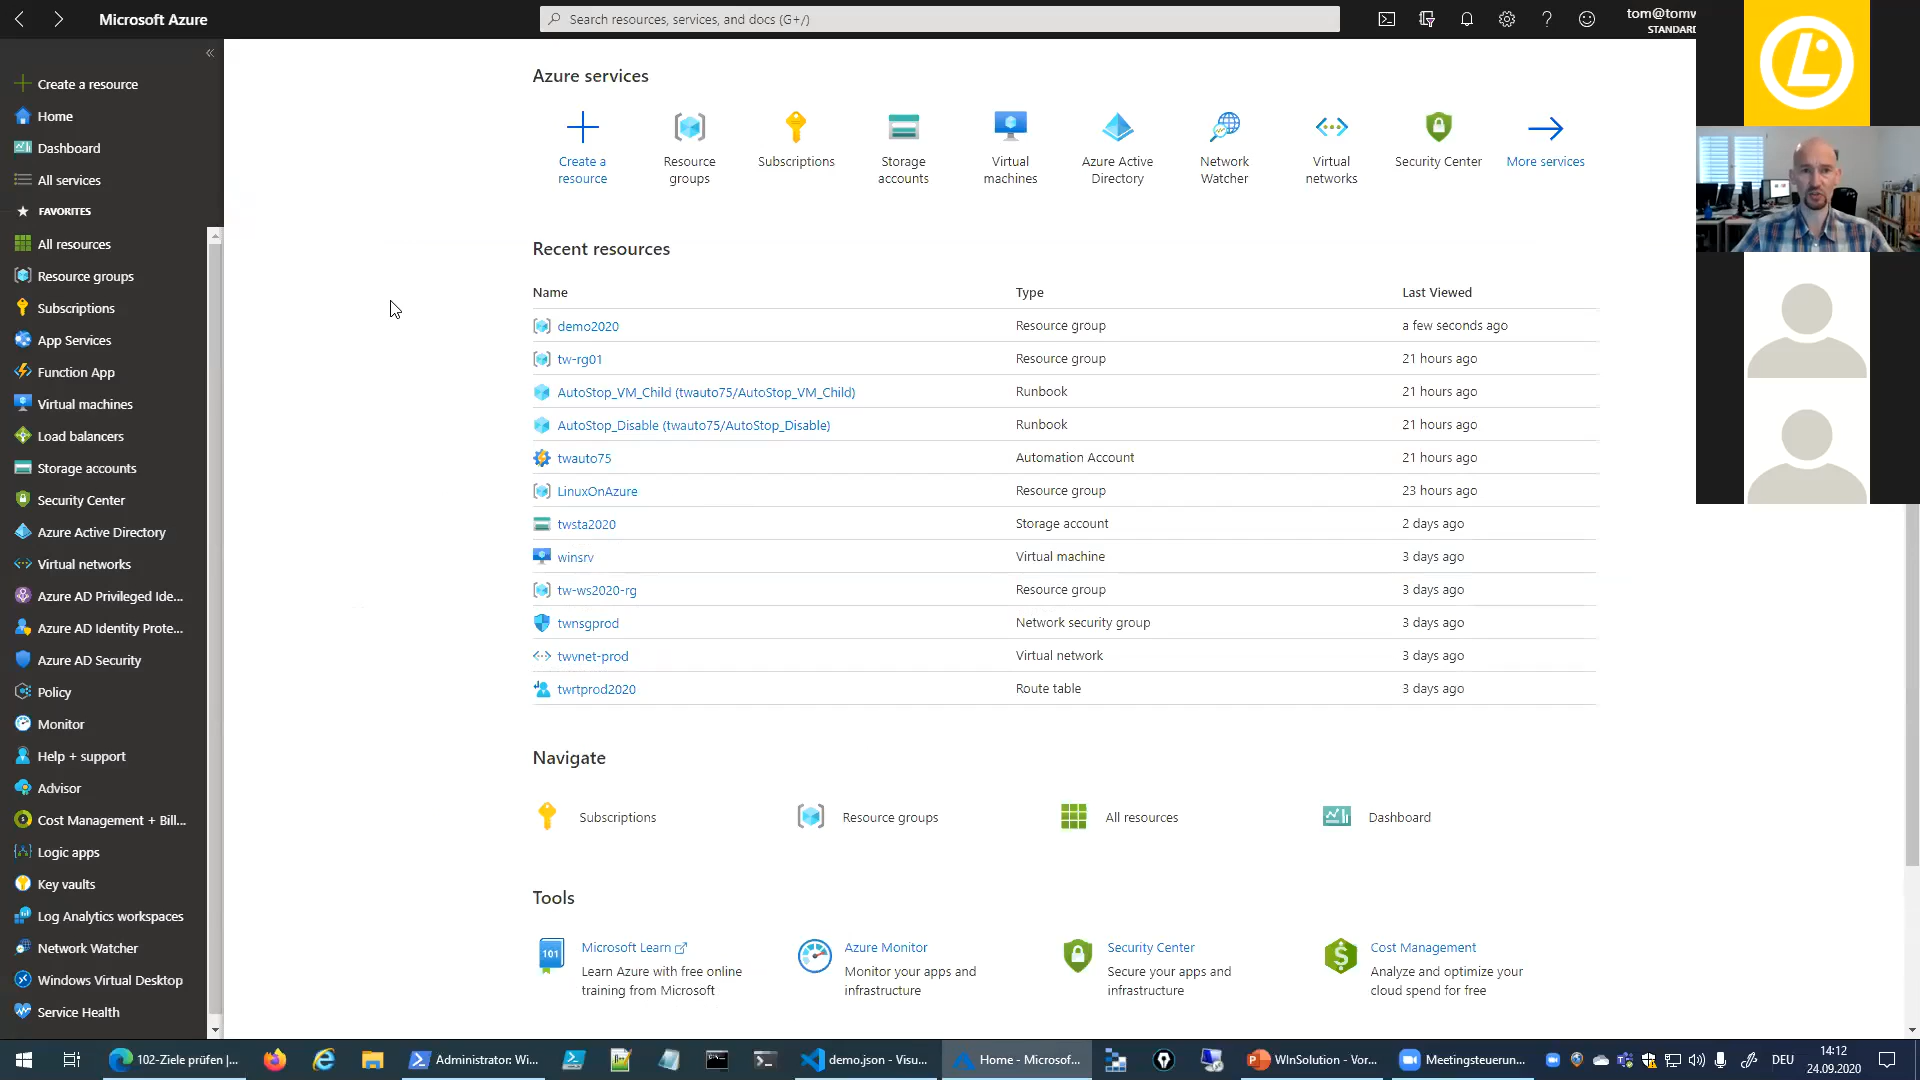 Microsoft Azure
Search resources, services, and docs (G+/)
tom@tomw
STANDARD
Create a resource
Home
Dashboard
All services
FAVORITES
All resources
Resource groups
Subscriptions
App Services
Function App
Virtual machines
Load balancers
Storage accounts
Security Center
Azure Active Directory
Virtual networks
Azure AD Privileged Ide...
Azure AD Identity Prote...
Azure AD Security
Policy
Monitor
Help + support
Advisor
Cost Management + Bill...
Logic apps
Key vaults
Log Analytics workspaces
Network Watcher
Windows Virtual Desktop
Service Health
Azure services
Create a resource
Resource groups
Subscriptions
Storage accounts
Virtual machines
Azure Active Directory
Network Watcher
Virtual networks
Security Center
More services
Recent resources
Name Type Last Viewed
demo2020 Resource group a few seconds ago
tw-rg01 Resource group 21 hours ago
AutoStop_VM_Child (twauto75/AutoStop_VM_Child) Runbook 21 hours ago
AutoStop_Disable (twauto75/AutoStop_Disable) Runbook 21 hours ago
twauto75 Automation Account 21 hours ago
LinuxOnAzure Resource group 23 hours ago
twsta2020 Storage account 2 days ago
winsrv Virtual machine 3 days ago
tw-ws2020-rg Resource group 3 days ago
twnsgprod Network security group 3 days ago
twvnet-prod Virtual network 3 days ago
twrtprod2020 Route table 3 days ago
Navigate
Subscriptions Resource groups All resources Dashboard
Tools
101
Microsoft Learn
Learn Azure with free online
training from Microsoft
Azure Monitor
Monitor your apps and
infrastructure
Security Center
Secure your apps and
infrastructure
Cost Management
Analyze and optimize your
cloud spend for free
102-Ziele prüfen |...
Administrator: Wi...
demo.json - Visu...
Home - Microsof...
WInSolution - Vor...
Meetingsteuerun...
DEU
14:12
24.09.2020